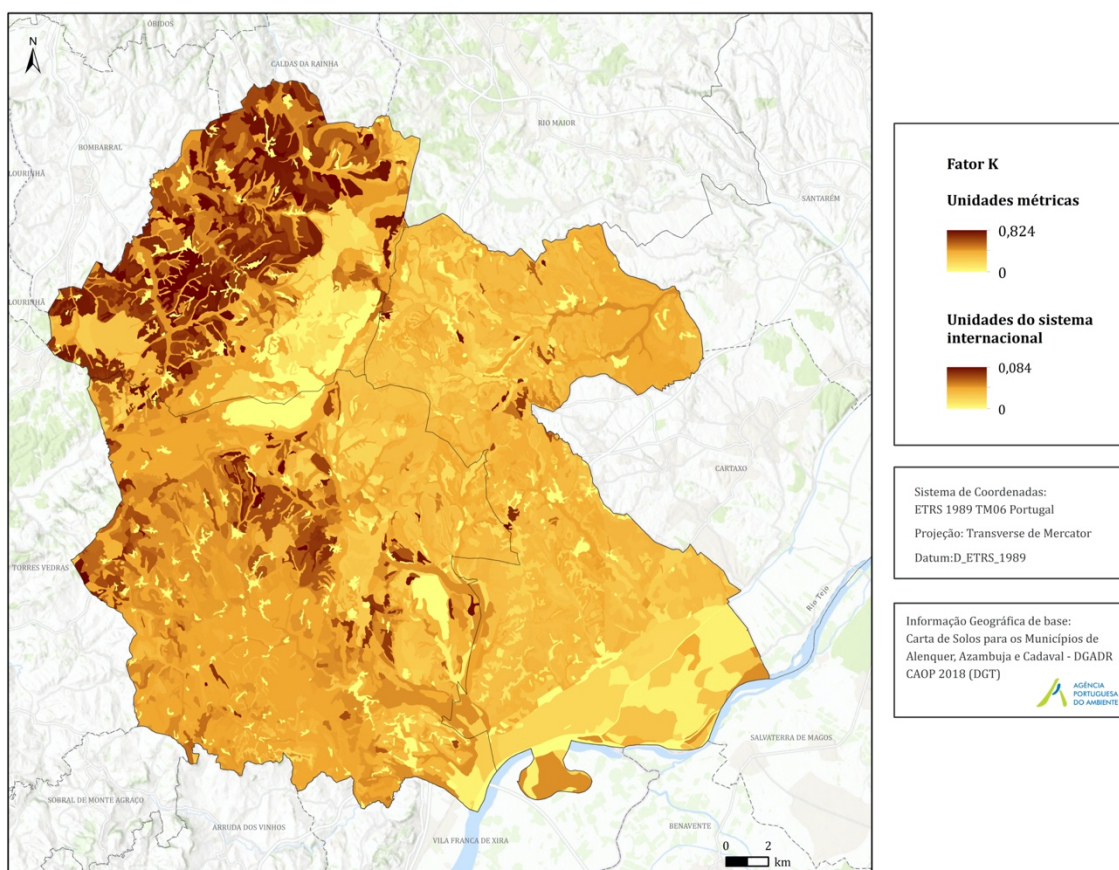 N
ÓBIDOS
CALDAS DA RAINHA
RIO MAIOR
BOMBARRAL
LOURINHÃ
SANTARÉM
LOURINHÃ
CARTAXO
TORRES VEDRAS
Rio Tejo
SALVATERRA DE MAGOS
SOBRAL DE MONTE AGRAÇO
ARRUDA DOS VINHOS
VILA FRANCA DE XIRA
BENAVENTE
0 2
km
Fator K
Unidades métricas
0,824
0
Unidades do sistema
internacional
0,084
0
Sistema de Coordenadas:
ETRS 1989 TM06 Portugal
Projeção: Transverse de Mercator
Datum:D_ETRS_1989
Informação Geográfica de base:
Carta de Solos para os Municípios de
Alenquer, Azambuja e Cadaval - DGADR
CAOP 2018 (DGT)
AGÊNCIA
PORTUGUESA
DO AMBIENTE